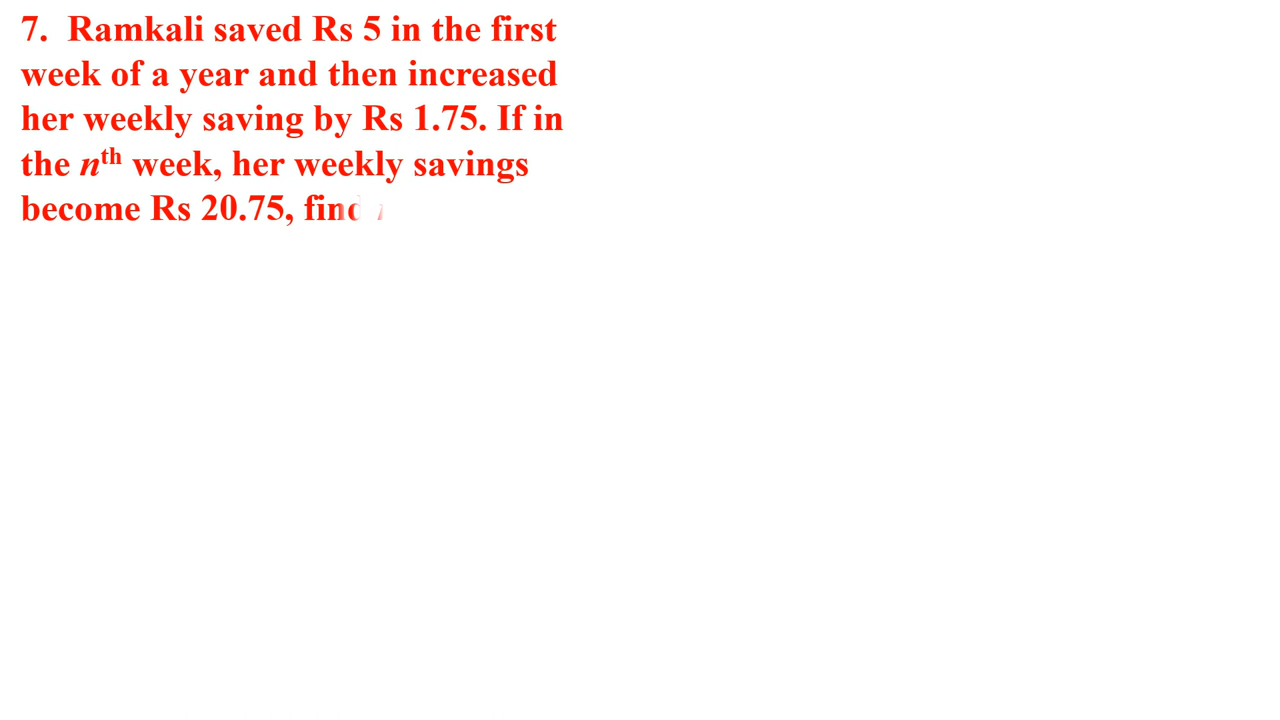 7. Ramkali saved Rs 5 in the first
week of a year and then increased
her weekly saving by Rs 1.75. If in
the nth week, her weekly savings
become Rs 20.75, find